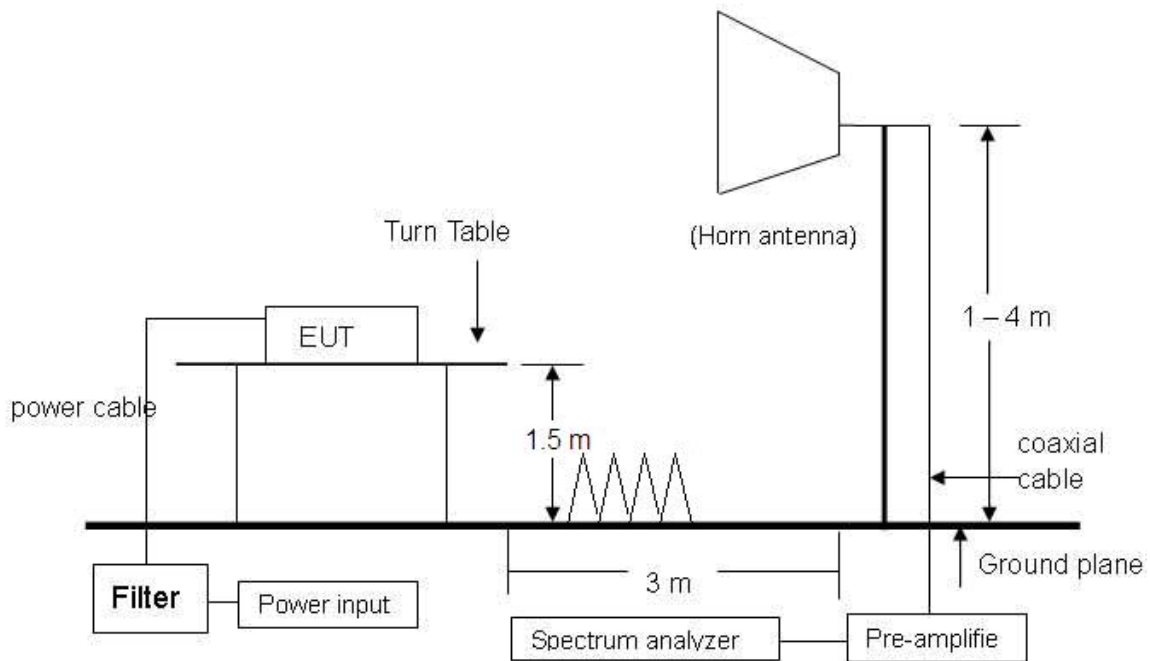 (Horn antenna)
Turn Table
EUT
1 – 4 m
power cable
1.5 m
coaxial
cable
Ground plane
3 m
Filter
Power input
Spectrum analyzer
Pre-amplifie